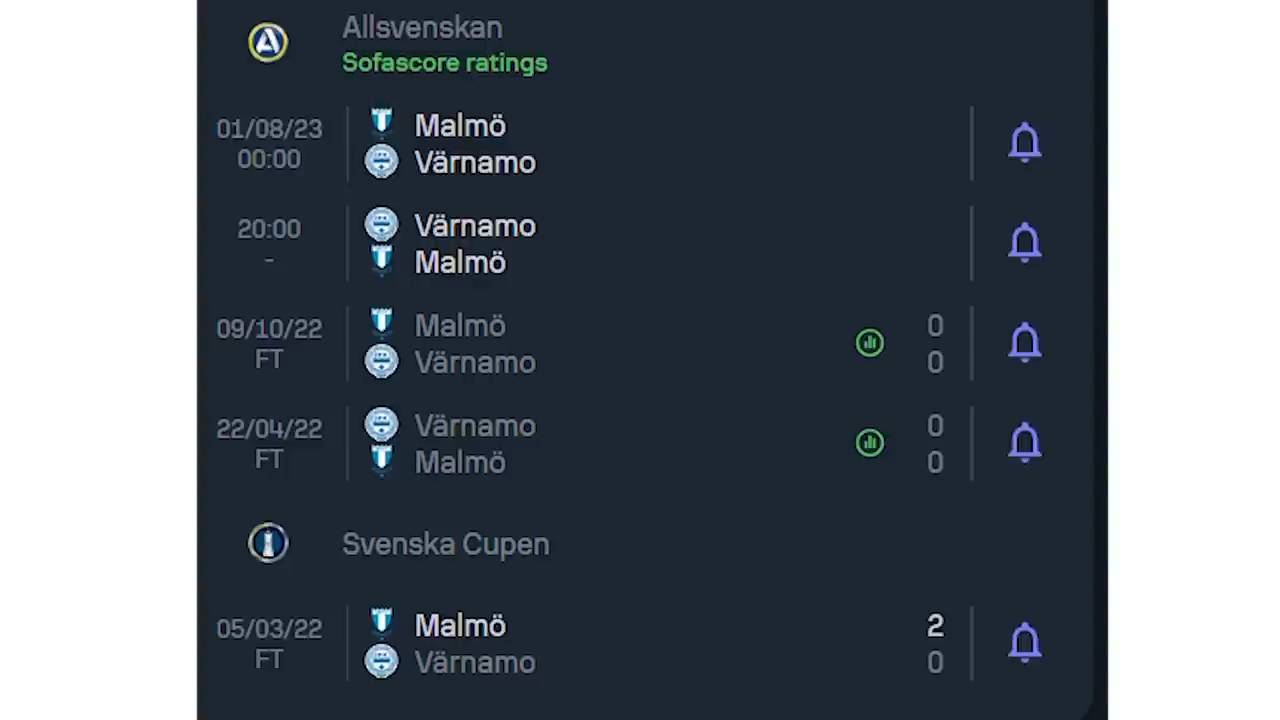 Allsvenskan
Sofascore ratings
01/08/23
00:00
Malmö
Värnamo
20:00
-
Värnamo
Malmö
09/10/22
FT
Malmö 0
Värnamo 0
22/04/22
FT
Värnamo 0
Malmö 0
Svenska Cupen
05/03/22
FT
Malmö 2
Värnamo 0